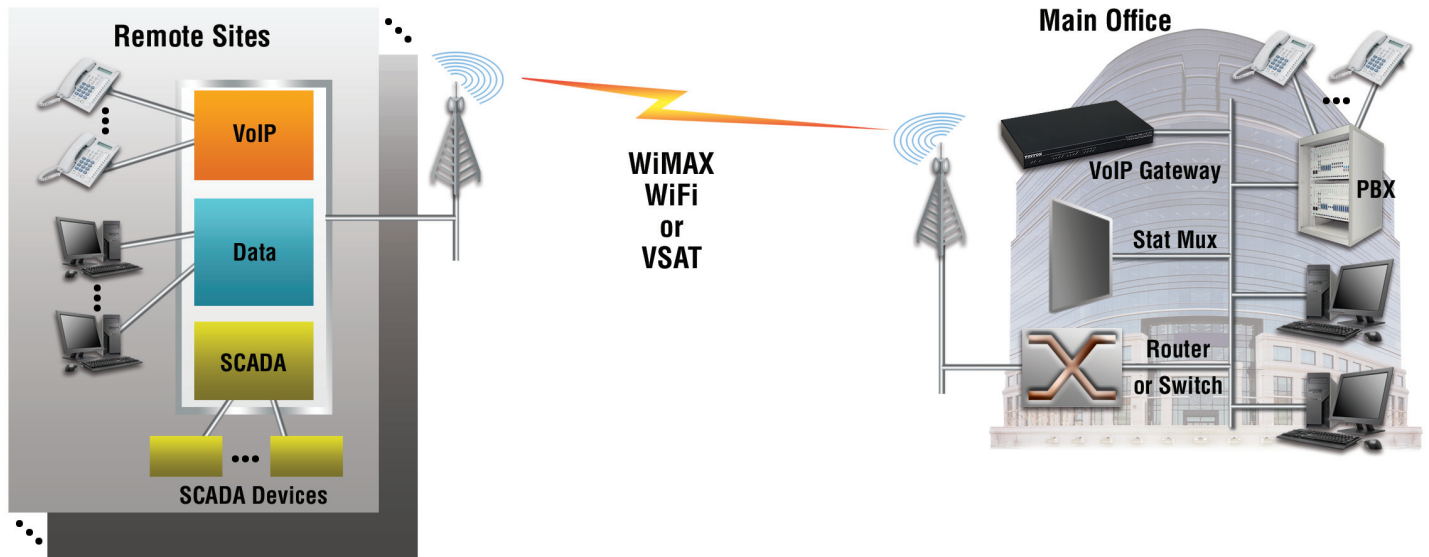 Remote Sites
VoIP
Data
SCADA
SCADA Devices
WiMAX
WiFi
or
VSAT
Main Office
VoIP Gateway
PBX
Stat Mux
Router
or Switch